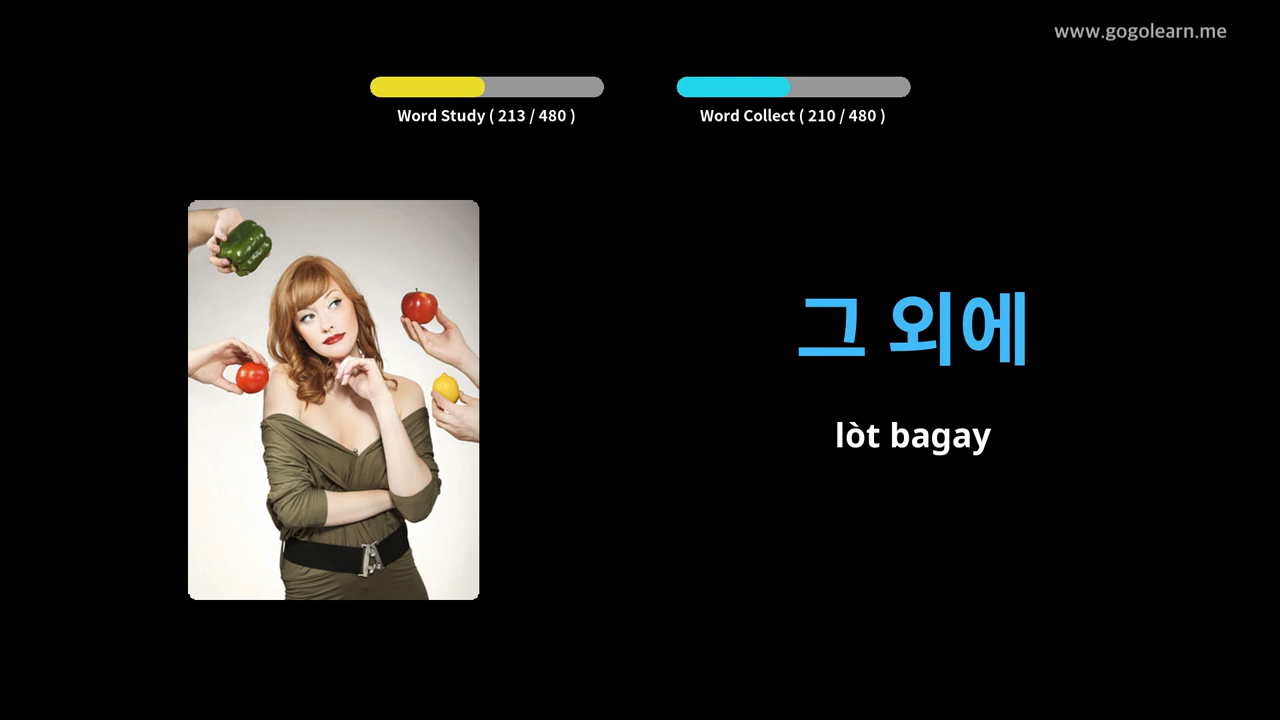 www.gogolearn.me
Word Study ( 213 / 480 )
Word Collect ( 210 / 480 )
그 외에
lòt bagay